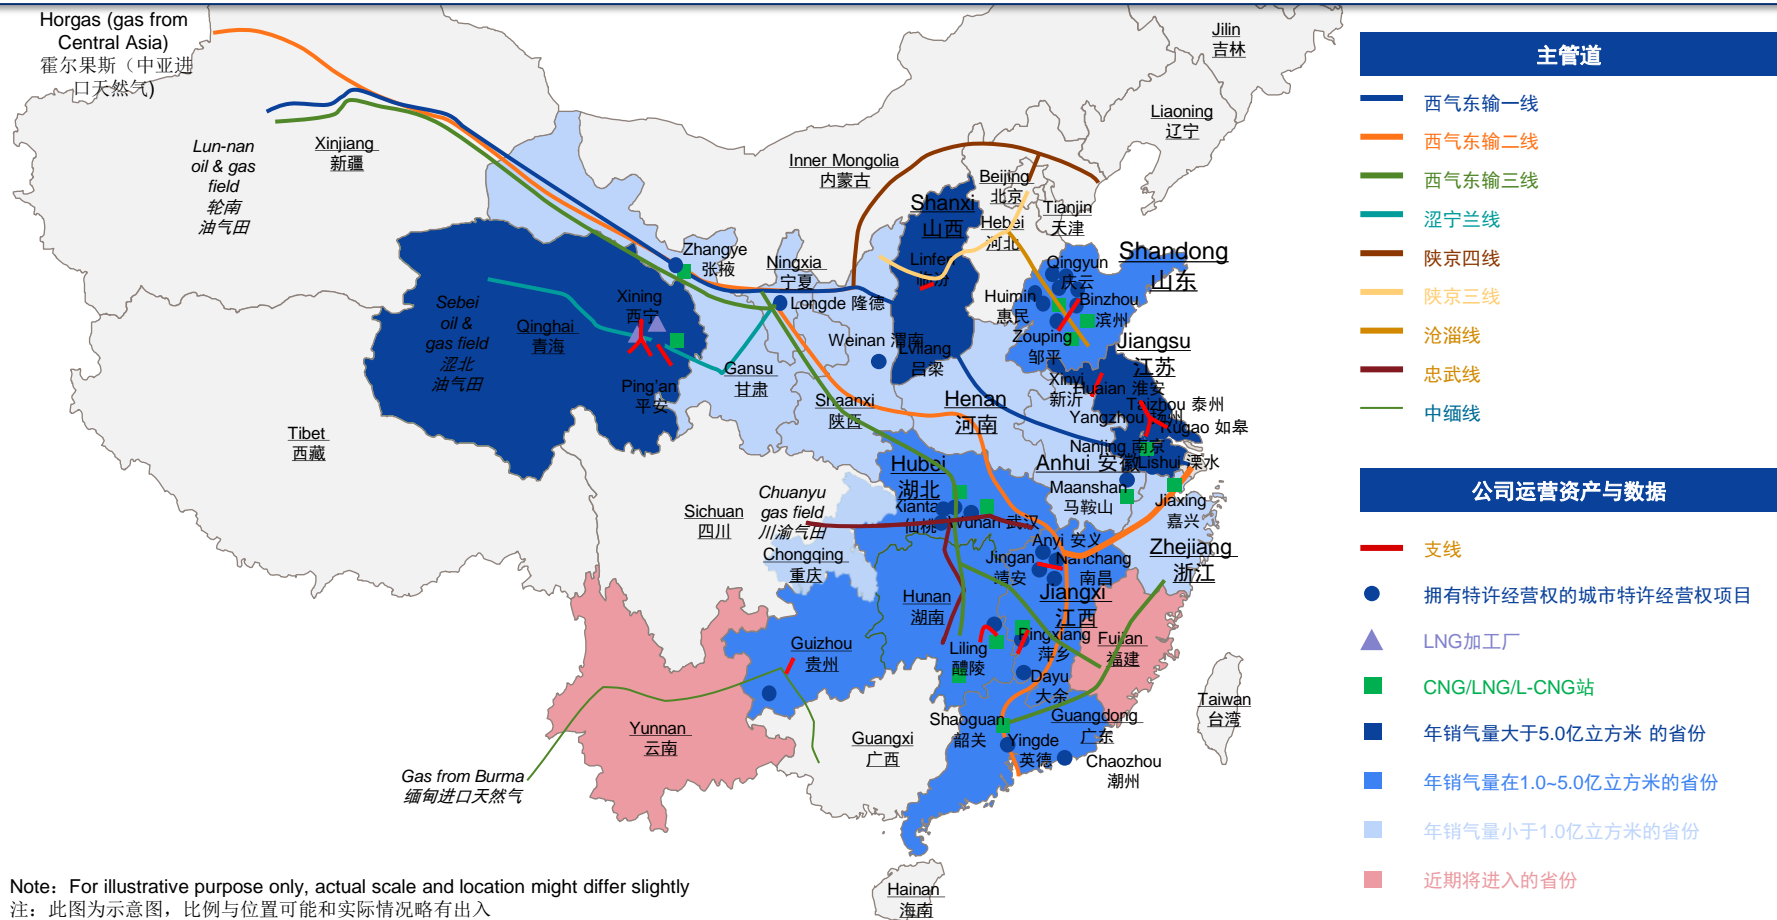 Horgas (gas from
Central Asia)
霍尔果斯（中亚进
口天然气)
Jilin
吉林
Liaoning
辽宁
Lun-nan
oil & gas
field
轮南
油气田
Xinjiang
新疆
Inner Mongolia
内蒙古
Beijing
北京
Tianjin
天津
Shanxi
山西
Hebei
河北
Shandong
山东
Zhangye
张掖
Ningxia
宁夏
Linfen
临汾
Qingyun
庆云
Longde 隆德
Huimin
惠民
Binzhou
滨州
Sebei
oil &
gas field
涩北
油气田
Xining
西宁
Qinghai
青海
Zouping
邹平
Weinan 渭南
Lvliang
吕梁
Jiangsu
江苏
Gansu
甘肃
Ping'an
平安
Xinyi
新沂
Huaian 淮安
Shaanxi
陕西
Henan
河南
Taizhou 泰州
Yangzhou 扬州
Rugao 如皋
Tibet
西藏
Nanjing 南京
Hubei
湖北
Anhui 安徽
Lishui 溧水
Maanshan
马鞍山
Jiaxing
嘉兴
Chuanyu
gas field
川渝气田
Sichuan
四川
Xiantao
仙桃
Wuhan 武汉
Chongqing
重庆
Anyi 安义
Jingan
靖安
Nanchang
南昌
Zhejiang
浙江
Hunan
湖南
Jiangxi
江西
Guizhou
贵州
Liling
醴陵
Pingxiang
萍乡
Fujian
福建
Dayu
大余
Yunnan
云南
Guangxi
广西
Shaoguan
韶关
Guangdong
广东
Yingde
英德
Chaozhou
潮州
Taiwan
台湾
Gas from Burma
缅甸进口天然气
Hainan
海南
Note：For illustrative purpose only, actual scale and location might differ slightly
注：此图为示意图，比例与位置可能和实际情况略有出入
主管道
西气东输一线
西气东输二线
西气东输三线
涩宁兰线
陕京四线
陕京三线
沧淄线
忠武线
中缅线
公司运营资产与数据
支线
拥有特许经营权的城市特许经营权项目
LNG加工厂
CNG/LNG/L-CNG站
年销气量大于5.0亿立方米 的省份
年销气量在1.0~5.0亿立方米的省份
年销气量小于1.0亿立方米的省份
近期将进入的省份